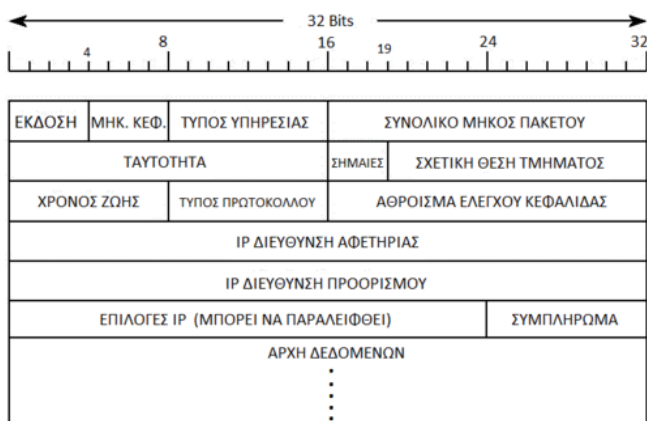 32 Bits
4 8 16 19 24 32
ΕΚΔΟΣΗ ΜΗΚ. ΚΕΦ. ΤΥΠΟΣ ΥΠΗΡΕΣΙΑΣ ΣΥΝΟΛΙΚΟ ΜΗΚΟΣ ΠΑΚΕΤΟΥ
ΤΑΥΤΟΤΗΤΑ ΣΗΜΑΙΕΣ ΣΧΕΤΙΚΗ ΘΕΣΗ ΤΜΗΜΑΤΟΣ
ΧΡΟΝΟΣ ΖΩΗΣ ΤΥΠΟΣ ΠΡΩΤΟΚΟΛΛΟΥ ΑΘΡΟΙΣΜΑ ΕΛΕΓΧΟΥ ΚΕΦΑΛΙΔΑΣ
IP ΔΙΕΥΘΥΝΣΗ ΑΦΕΤΗΡΙΑΣ
IP ΔΙΕΥΘΥΝΣΗ ΠΡΟΟΡΙΣΜΟΥ
ΕΠΙΛΟΓΕΣ IP (ΜΠΟΡΕΙ ΝΑ ΠΑΡΑΛΕΙΦΘΕΙ) ΣΥΜΠΛΗΡΩΜΑ
ΑΡΧΗ ΔΕΔΟΜΕΝΩΝ